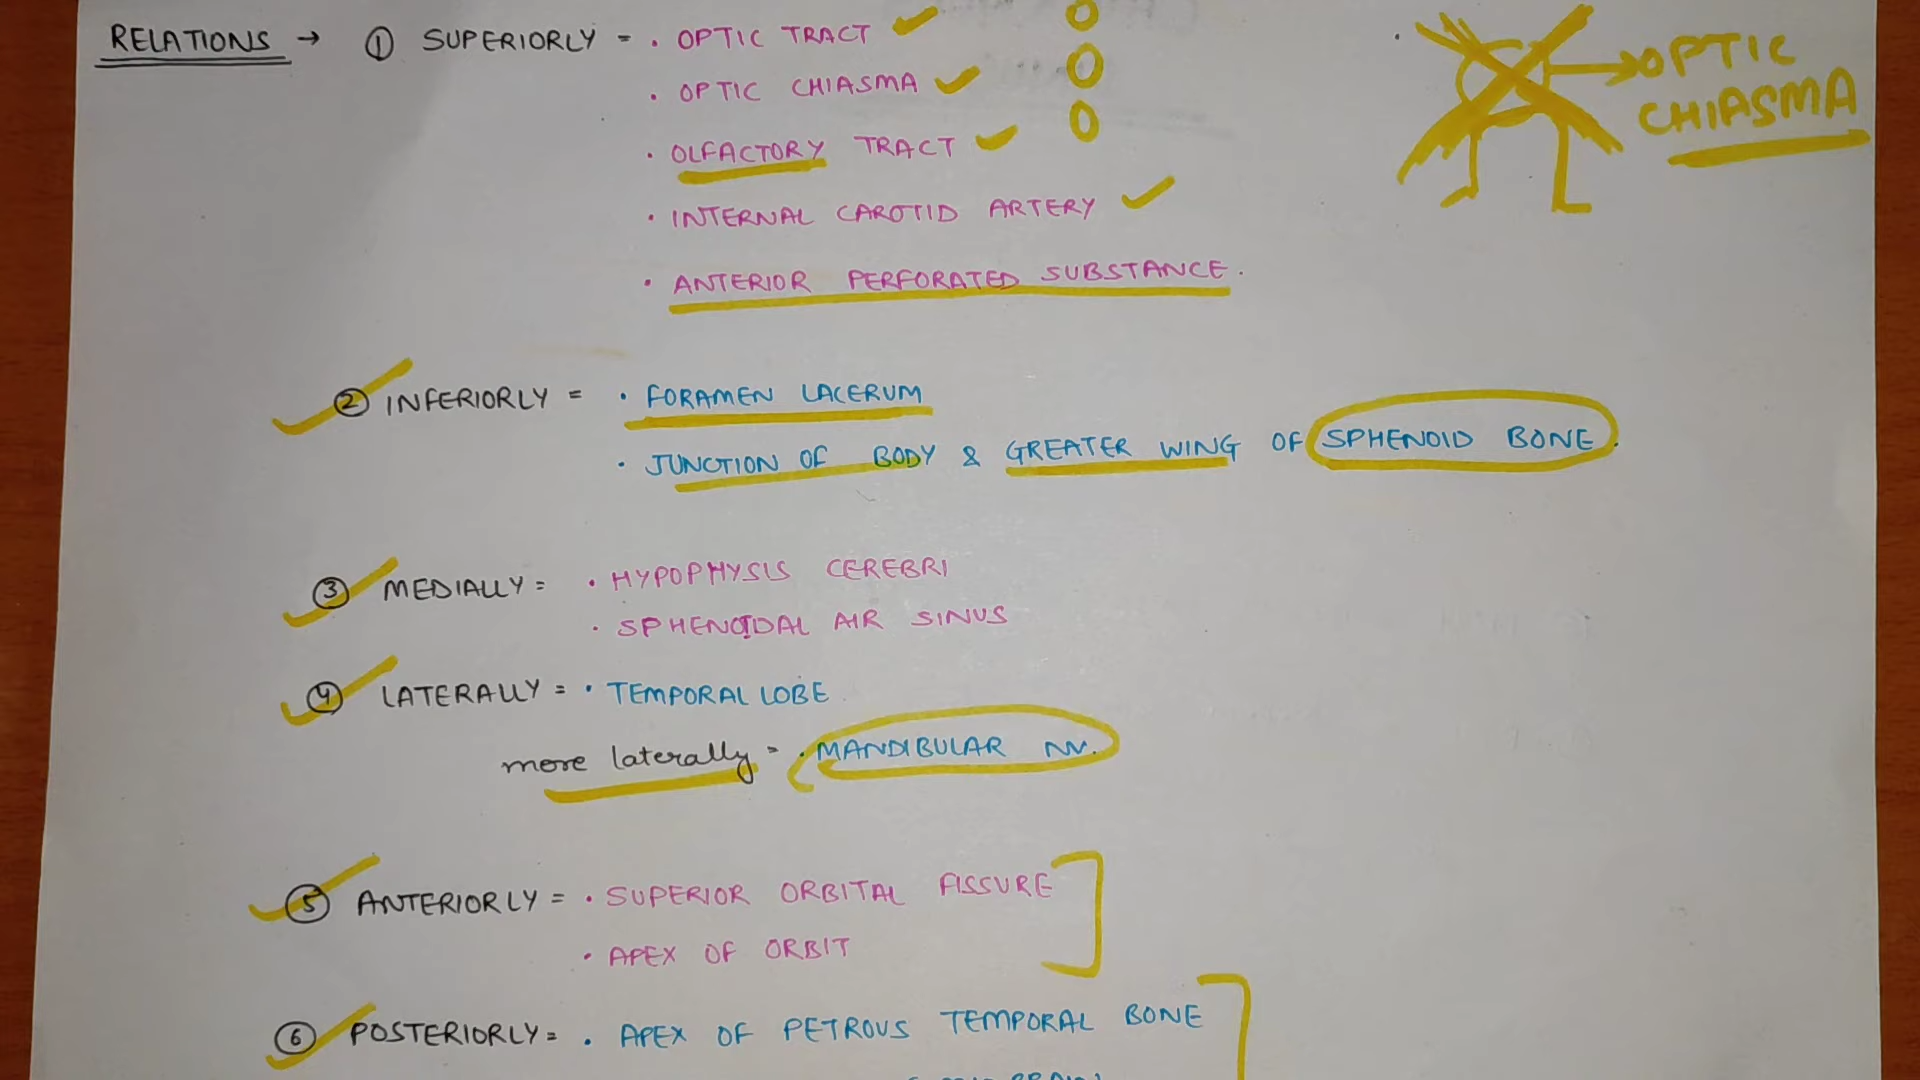 RELATIONS → ① SUPERIORLY = • OPTIC TRACT
• OPTIC CHIASMA
• OLFACTORY TRACT
• INTERNAL CAROTID ARTERY
• ANTERIOR PERFORATED SUBSTANCE.
OPTIC
CHIASMA
② INFERIORLY = • FORAMEN LACERUM
• JUNCTION OF BODY & GREATER WING OF SPHENOID BONE.
③ MEDIALLY = • HYPOPHYSIS CEREBRI
• SPHENOIDAL AIR SINUS
④ LATERALLY = • TEMPORAL LOBE
more laterally = • MANDIBULAR NV.
⑤ ANTERIORLY = • SUPERIOR ORBITAL FISSURE
• APEX OF ORBIT
⑥ POSTERIORLY = • APEX OF PETROUS TEMPORAL BONE